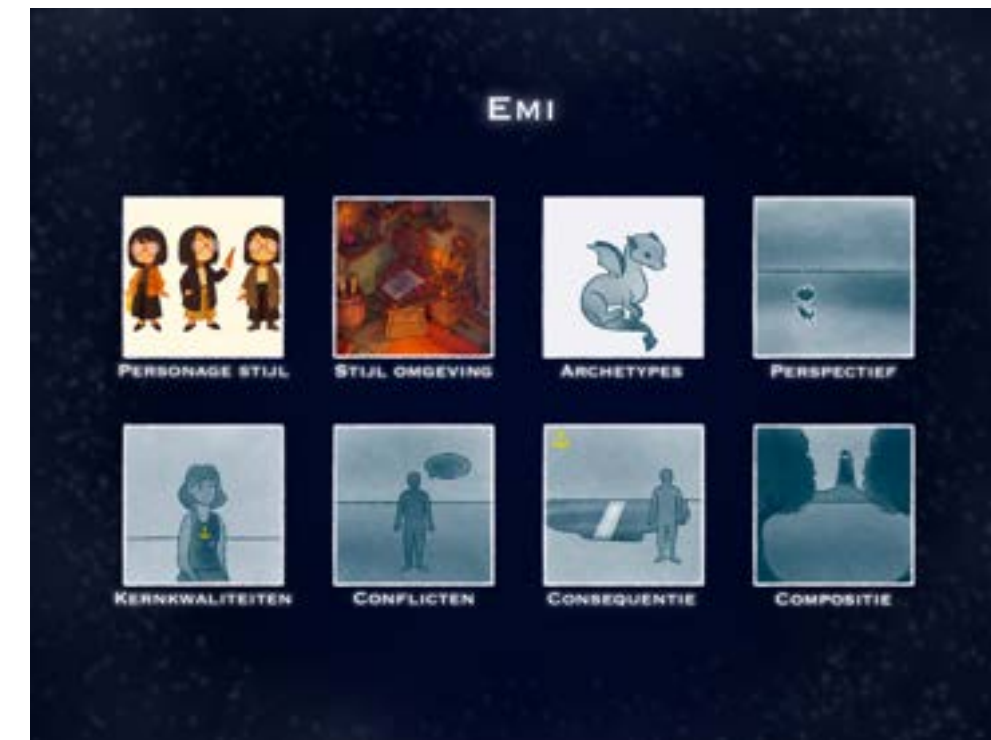 Emi
Personage stijl
Stijl omgeving
Archetypes
Perspectief
Kernkwaliteiten
Conflicten
Consequentie
Compositie